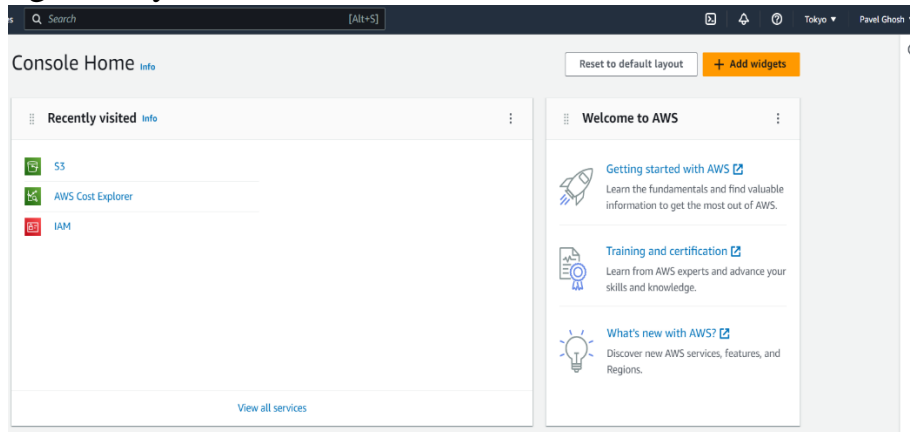 Search [Alt+S] Tokyo ▼ Pavel Ghosh
Console Home Info
Reset to default layout
+ Add widgets
Recently visited Info
S3
AWS Cost Explorer
IAM
View all services
Welcome to AWS
Getting started with AWS
Learn the fundamentals and find valuable
information to get the most out of AWS.
Training and certification
Learn from AWS experts and advance your
skills and knowledge.
What's new with AWS?
Discover new AWS services, features, and
Regions.